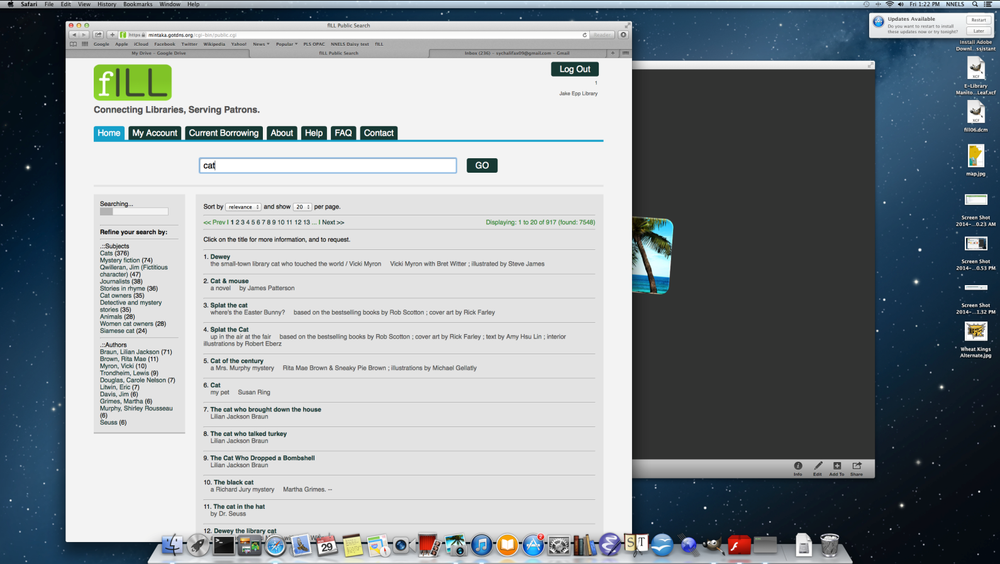 Safari File Edit View History Bookmarks Window Help
Fri 1:22 PM NNELS
Updates Available
Do you want to restart to install
these updates now or try tonight?
Restart
Later
fILL Public Search
https mintaka.gotdns.org/cgi-bin/public.cgi
Reader
Google Apple iCloud Facebook Twitter Wikipedia Yahoo! News Popular PLS OPAC NNELS Daisy text fILL
My Drive - Google Drive
fILL Public Search
Inbox (236) - sychalifax09@gmail.com - Gmail
fILL
Connecting Libraries, Serving Patrons.
Log Out
1
Jake Epp Library
Home My Account Current Borrowing About Help FAQ Contact
cat
GO
Searching...
Refine your search by:
.::Subjects
Cats (376)
Mystery fiction (74)
Qwilleran, Jim (Fictitious
character) (47)
Journalists (38)
Stories in rhyme (36)
Cat owners (35)
Detective and mystery
stories (35)
Animals (28)
Women cat owners (28)
Siamese cat (24)
.::Authors
Braun, Lilian Jackson (71)
Brown, Rita Mae (11)
Myron, Vicki (10)
Trondheim, Lewis (9)
Douglas, Carole Nelson (7)
Litwin, Eric (7)
Davis, Jim (6)
Grimes, Martha (6)
Murphy, Shirley Rousseau
(6)
Seuss (6)
Sort by relevance and show 20 per page.
<< Prev | 1 2 3 4 5 6 7 8 9 10 11 12 13 ... | Next >>
Displaying: 1 to 20 of 917 (found: 7548)
Click on the title for more information, and to request.
1. Dewey
the small-town library cat who touched the world / Vicki Myron Vicki Myron with Bret Witter ; illustrated by Steve James
2. Cat & mouse
a novel by James Patterson
3. Splat the cat
where's the Easter Bunny? based on the bestselling books by Rob Scotton ; cover art by Rick Farley
4. Splat the Cat
up in the air at the fair based on the bestselling books by Rob Scotton ; cover art by Rick Farley ; text by Amy Hsu Lin ; interior
illustrations by Robert Eberz
5. Cat of the century
a Mrs. Murphy mystery Rita Mae Brown & Sneaky Pie Brown ; illustrations by Michael Gellatly
6. Cat
my pet Susan Ring
7. The cat who brought down the house
Lilian Jackson Braun
8. The cat who talked turkey
Lilian Jackson Braun
9. The Cat Who Dropped a Bombshell
Lilian Jackson Braun
10. The black cat
a Richard Jury mystery Martha Grimes. --
11. The cat in the hat
by Dr. Seuss
12. Dewey the library cat
Info Edit Add To Share
Install Adobe
Downl...ssistant
XCF
E-Library
Manito...Leaf.xcf
XCF
fill06.dcm
map.jpg
Screen Shot
2014-...0.23 AM
Screen Shot
2014-...0.53 PM
Screen Shot
2014-...1.32 PM
Wheat Kings
Alternate.jpg
AUG
29
2
S T